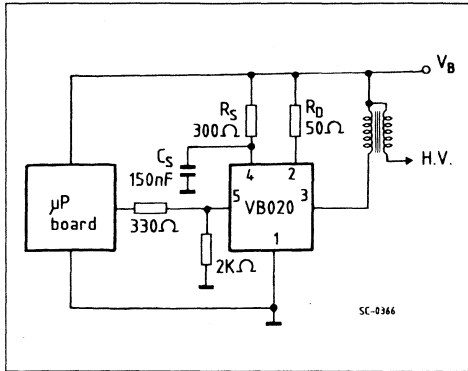 V_B
R_S
300Ω
R_D
50Ω
C_S
150nF
H.V.
4
2
µP
board
5
VB020
3
330Ω
1
2KΩ
SC-0366